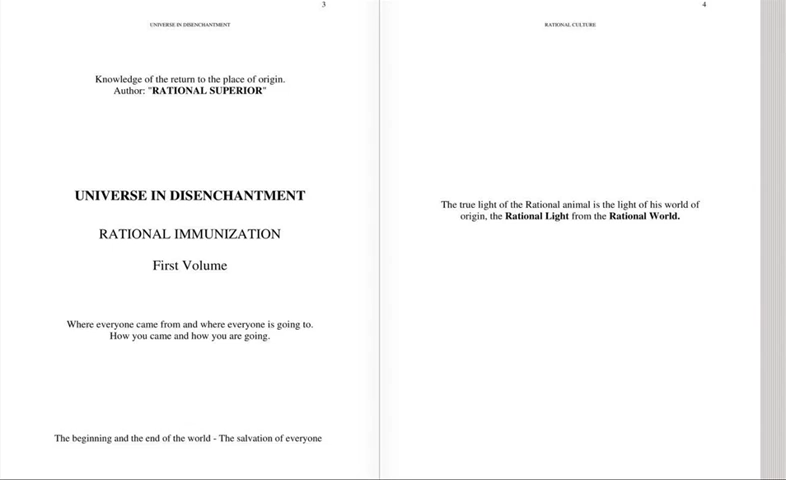 3
UNIVERSE IN DISENCHANTMENT
Knowledge of the return to the place of origin.
Author: "RATIONAL SUPERIOR"
UNIVERSE IN DISENCHANTMENT
RATIONAL IMMUNIZATION
First Volume
Where everyone came from and where everyone is going to.
How you came and how you are going.
The beginning and the end of the world - The salvation of everyone
4
RATIONAL CULTURE
The true light of the Rational animal is the light of his world of
origin, the Rational Light from the Rational World.